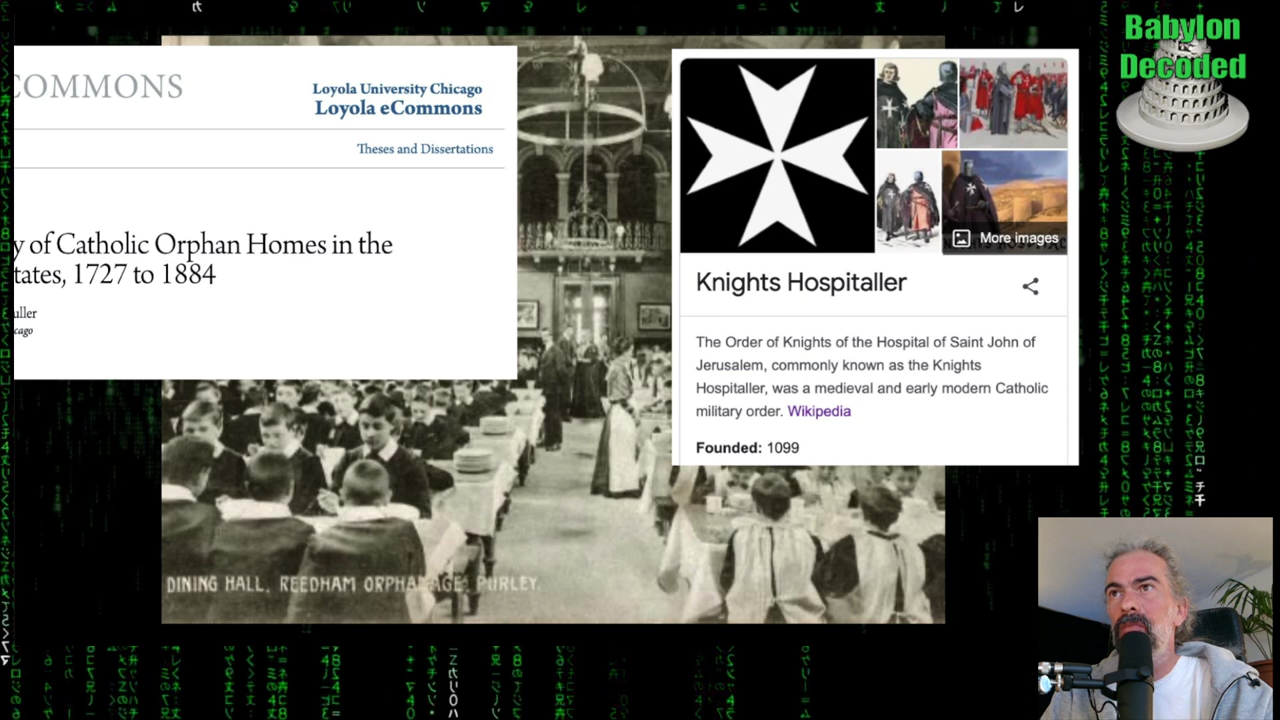 Babylon
Decoded
COMMONS
Loyola University Chicago
Loyola eCommons
Theses and Dissertations
y of Catholic Orphan Homes in the
tates, 1727 to 1884
uller
cago
More images
Knights Hospitaller
The Order of Knights of the Hospital of Saint John of
Jerusalem, commonly known as the Knights
Hospitaller, was a medieval and early modern Catholic
military order. Wikipedia
Founded: 1099
DINING HALL, REEDHAM ORPHANAGE, PURLEY.